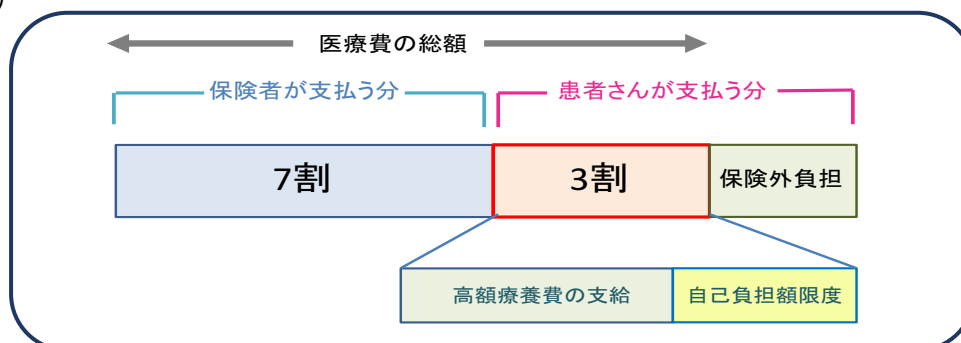 医療費の総額
保険者が支払う分
患者さんが支払う分
7割
3割
保険外負担
高額療養費の支給
自己負担額限度